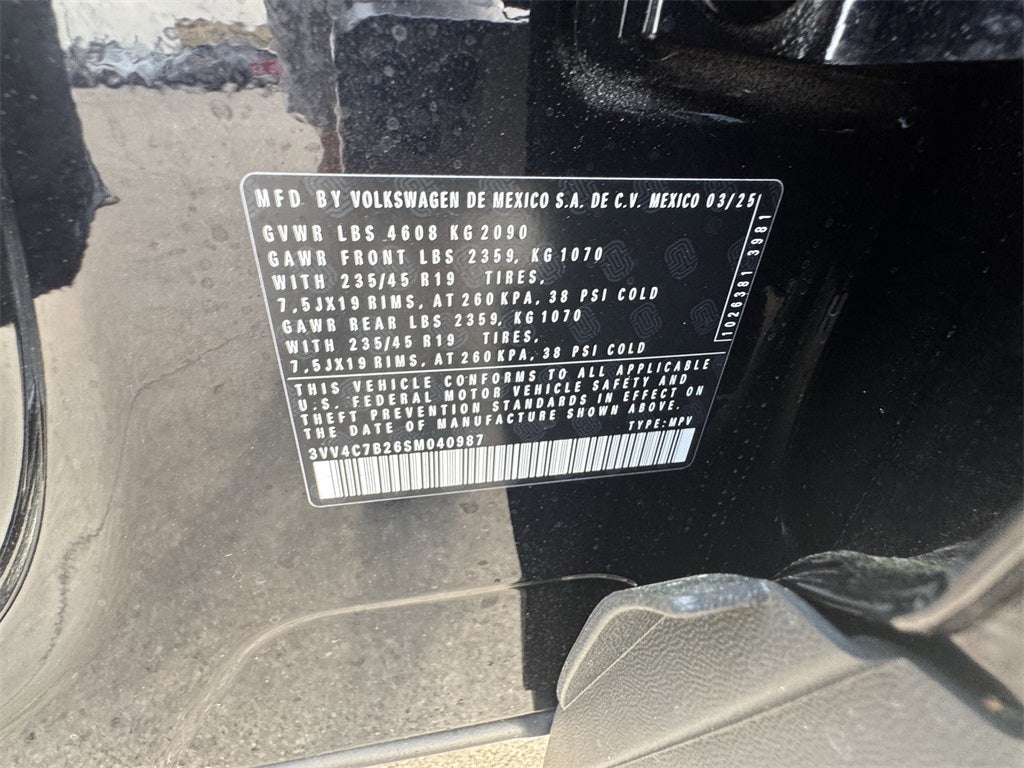 MFD BY VOLKSWAGEN DE MEXICO S.A. DE C.V. MEXICO 03/25
GVWR LBS 4608 KG 2090
GAWR FRONT LBS 2359, KG 1070
WITH 235/45 R19 TIRES,
7,5JX19 RIMS, AT 260 KPA, 38 PSI COLD
GAWR REAR LBS 2359, KG 1070
WITH 235/45 R19 TIRES,
7,5JX19 RIMS, AT 260 KPA, 38 PSI COLD
1026381 3981
THIS VEHICLE CONFORMS TO ALL APPLICABLE
U.S. FEDERAL MOTOR VEHICLE SAFETY AND
THEFT PREVENTION STANDARDS IN EFFECT ON
THE DATE OF MANUFACTURE SHOWN ABOVE.
TYPE: MPV
3VV4C7B26SM040987